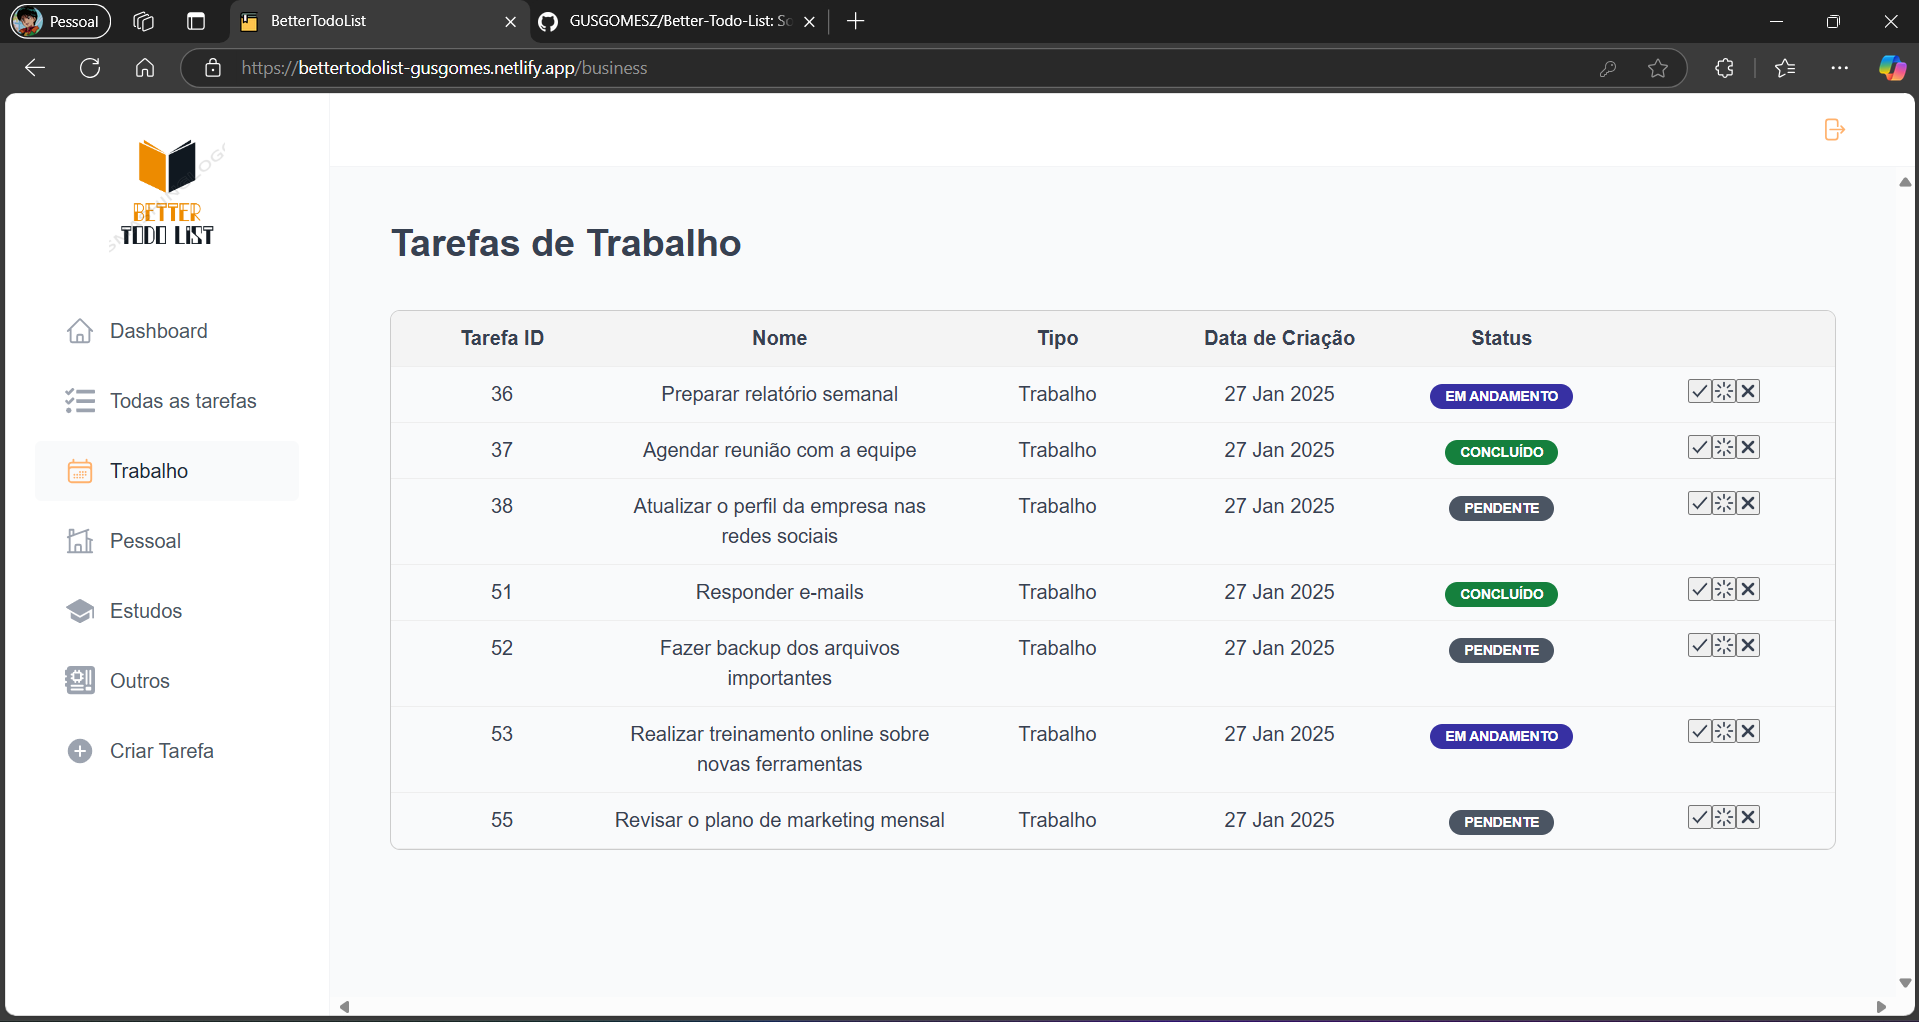 Pessoal
BetterTodoList
GUSGOMESZ/Better-Todo-List: So
https://bettertodolist-gusgomes.netlify.app/business
BETTER
TODO LIST
Dashboard
Todas as tarefas
Trabalho
Pessoal
Estudos
Outros
Criar Tarefa
Tarefas de Trabalho
Tarefa ID Nome Tipo Data de Criação Status
36 Preparar relatório semanal Trabalho 27 Jan 2025 EM ANDAMENTO
37 Agendar reunião com a equipe Trabalho 27 Jan 2025 CONCLUÍDO
38 Atualizar o perfil da empresa nas Trabalho 27 Jan 2025 PENDENTE
redes sociais
51 Responder e-mails Trabalho 27 Jan 2025 CONCLUÍDO
52 Fazer backup dos arquivos Trabalho 27 Jan 2025 PENDENTE
importantes
53 Realizar treinamento online sobre Trabalho 27 Jan 2025 EM ANDAMENTO
novas ferramentas
55 Revisar o plano de marketing mensal Trabalho 27 Jan 2025 PENDENTE